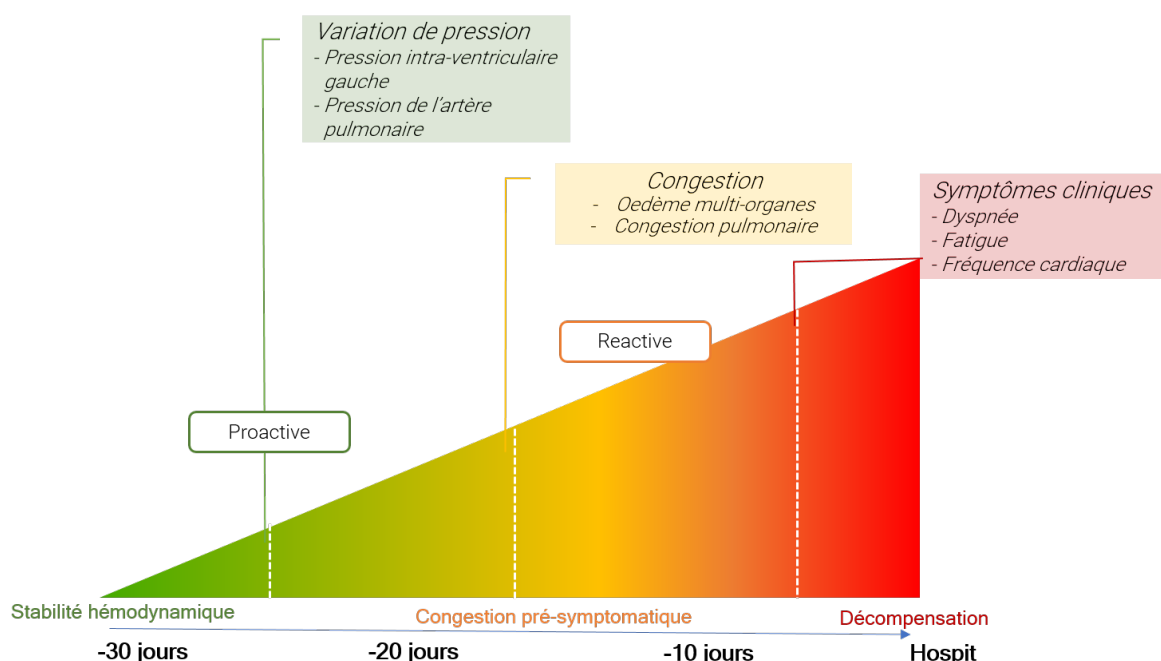 Variation de pression
- Pression intra-ventriculaire
gauche
- Pression de l'artère
pulmonaire
Congestion
- Oedème multi-organes
- Congestion pulmonaire
Symptômes cliniques
- Dyspnée
- Fatigue
- Fréquence cardiaque
Reactive
Proactive
Stabilité hémodynamique
Congestion pré-symptomatique
Décompensation
-30 jours
-20 jours
-10 jours
Hospit